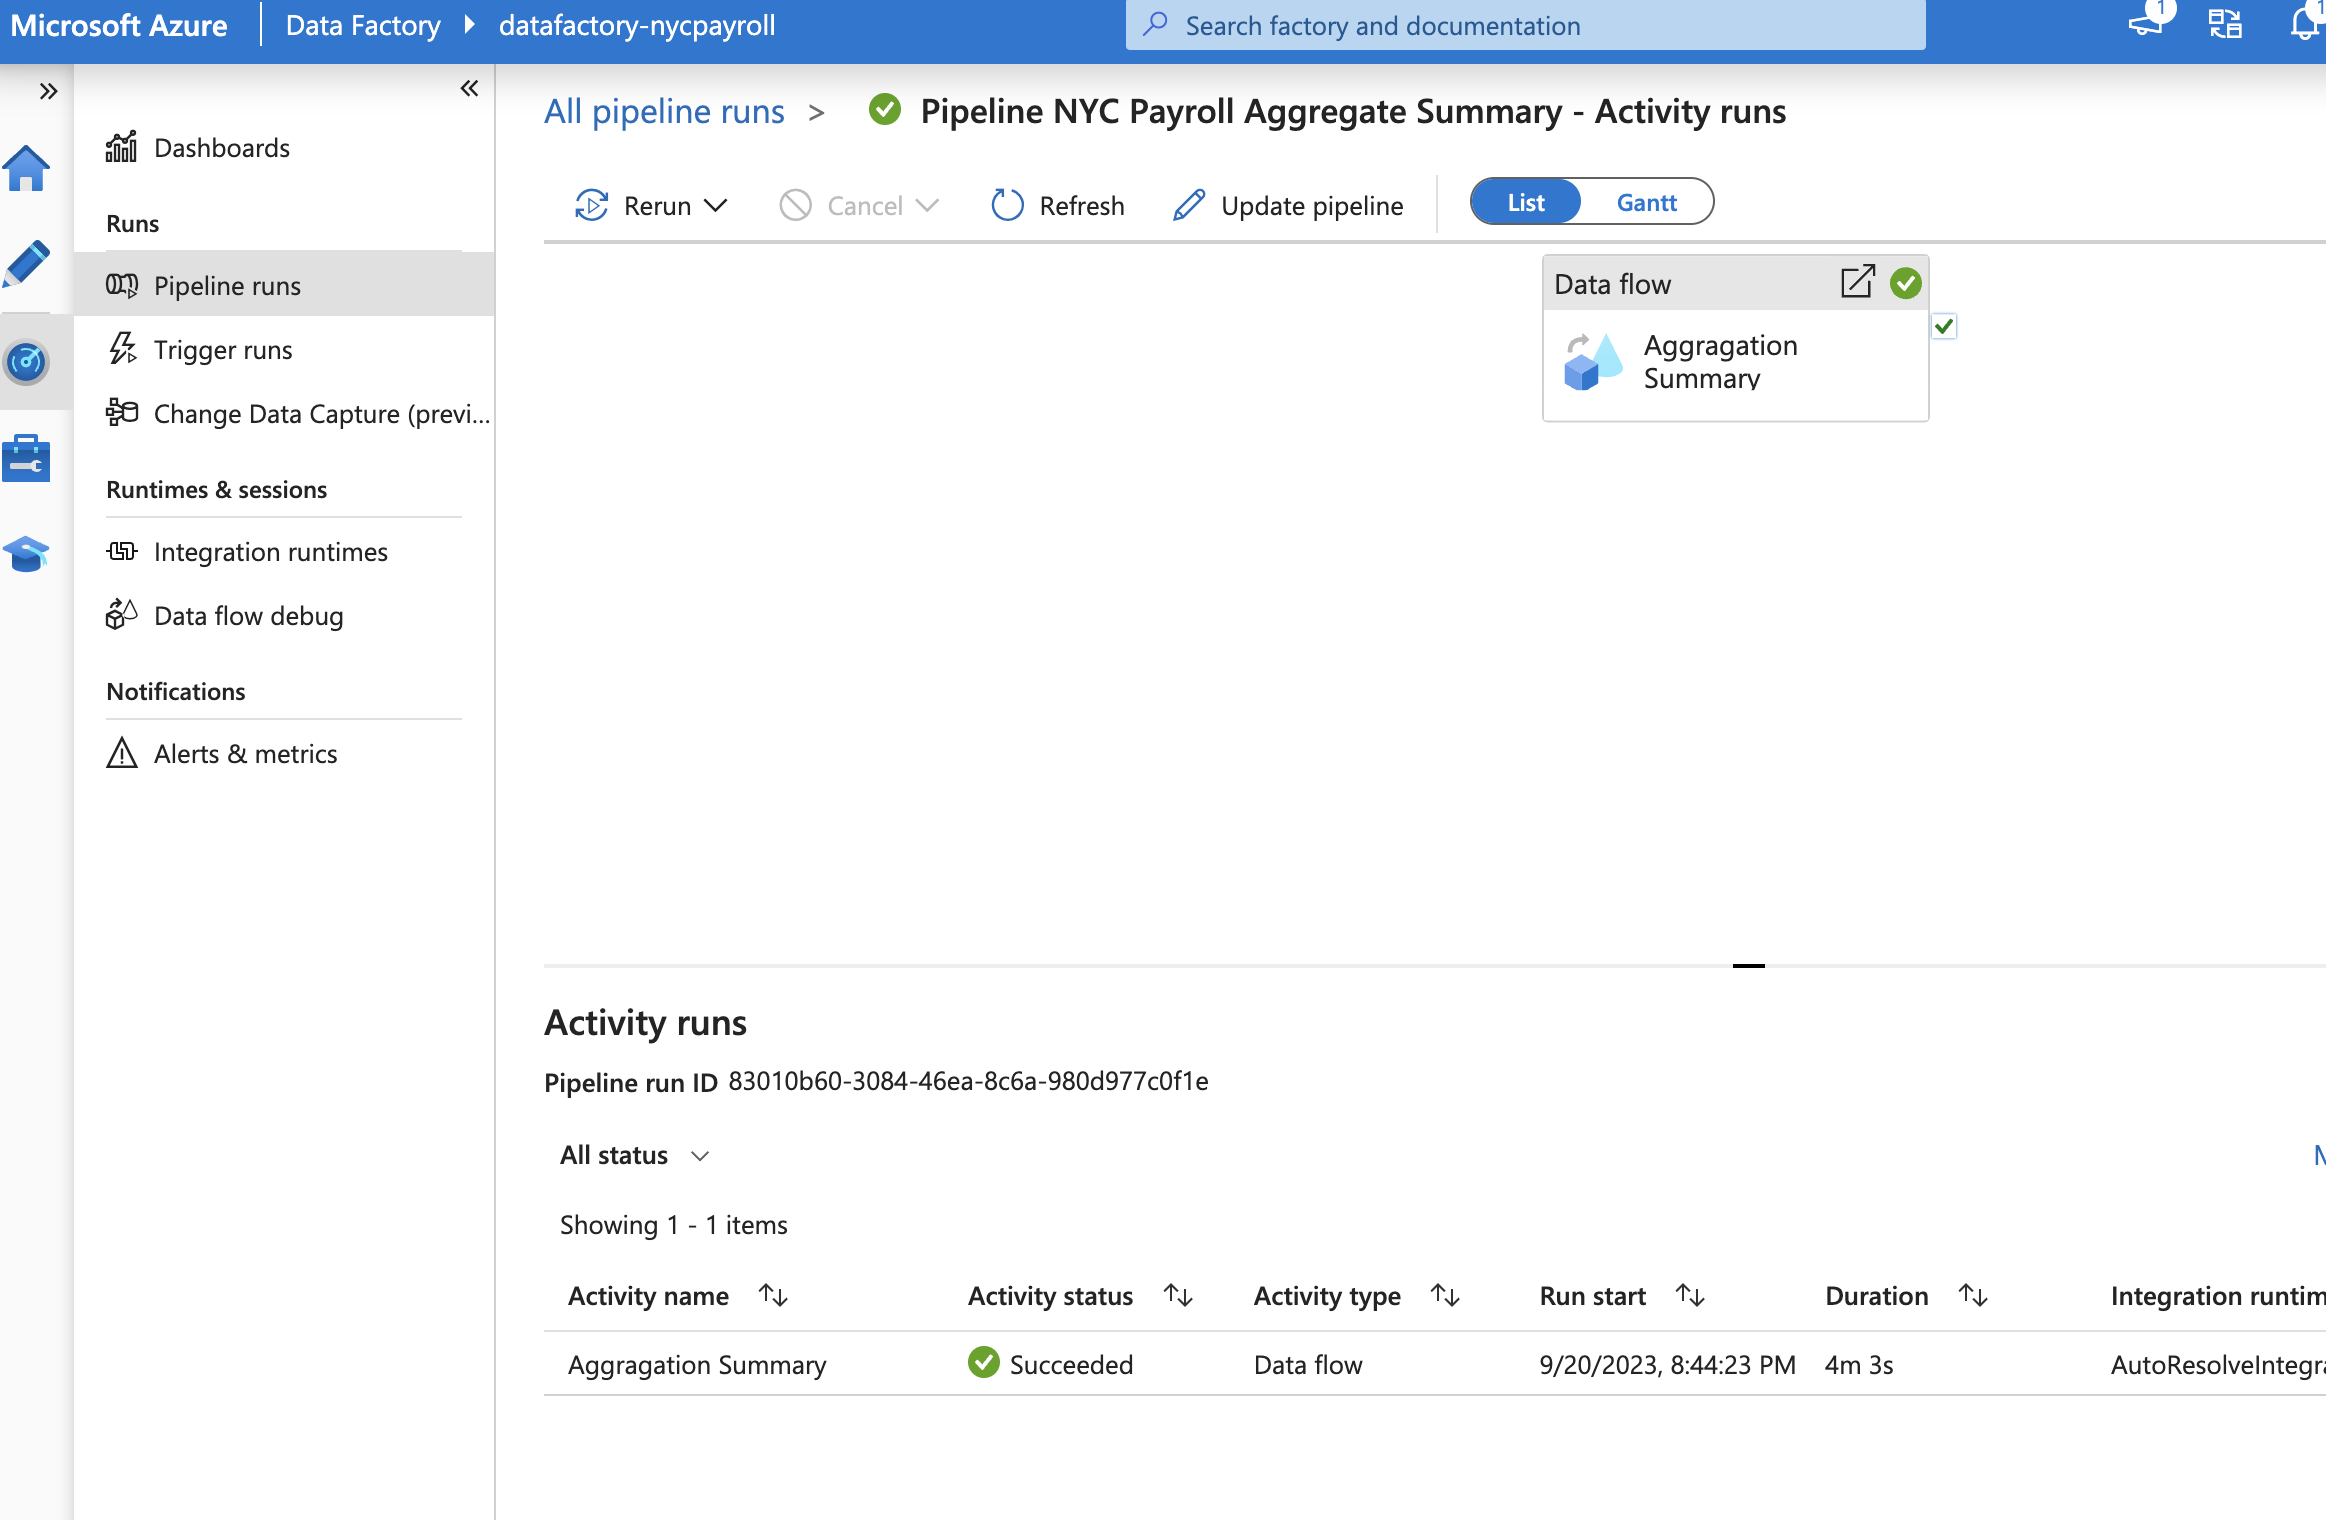 Microsoft Azure Data Factory datafactory-nycpayroll
Search factory and documentation
1
1
Dashboards
Runs
Pipeline runs
Trigger runs
Change Data Capture (previ...
Runtimes & sessions
Integration runtimes
Data flow debug
Notifications
Alerts & metrics
All pipeline runs > Pipeline NYC Payroll Aggregate Summary - Activity runs
Rerun Cancel Refresh Update pipeline List Gantt
Data flow
Aggragation
Summary
Activity runs
Pipeline run ID 83010b60-3084-46ea-8c6a-980d977c0f1e
All status
Showing 1 - 1 items
Activity name Activity status Activity type Run start Duration Integration runtim
Aggragation Summary Succeeded Data flow 9/20/2023, 8:44:23 PM 4m 3s AutoResolveIntegra